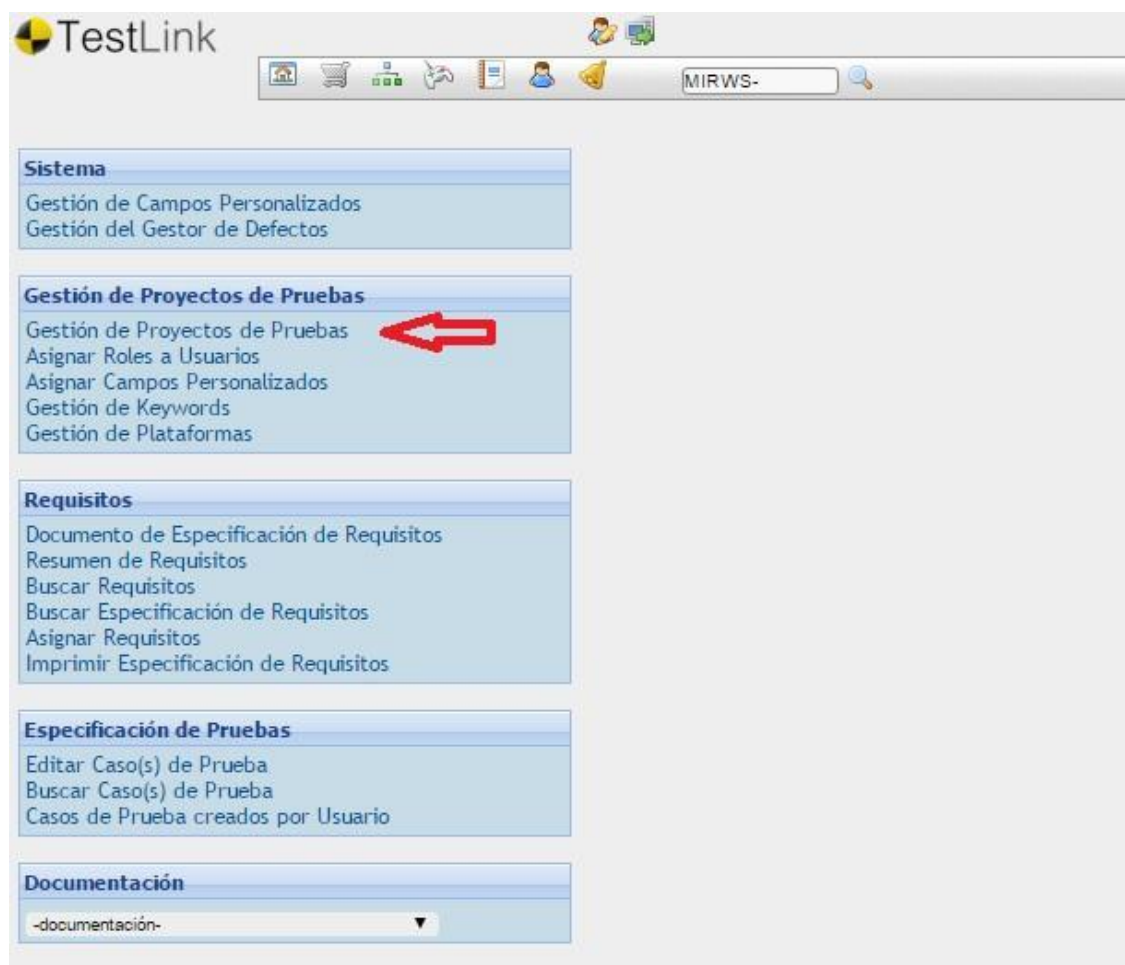 TestLink
MIRWS-
Sistema
Gestión de Campos Personalizados
Gestión del Gestor de Defectos
Gestión de Proyectos de Pruebas
Gestión de Proyectos de Pruebas
Asignar Roles a Usuarios
Asignar Campos Personalizados
Gestión de Keywords
Gestión de Plataformas
Requisitos
Documento de Especificación de Requisitos
Resumen de Requisitos
Buscar Requisitos
Buscar Especificación de Requisitos
Asignar Requisitos
Imprimir Especificación de Requisitos
Especificación de Pruebas
Editar Caso(s) de Prueba
Buscar Caso(s) de Prueba
Casos de Prueba creados por Usuario
Documentación
-documentación-